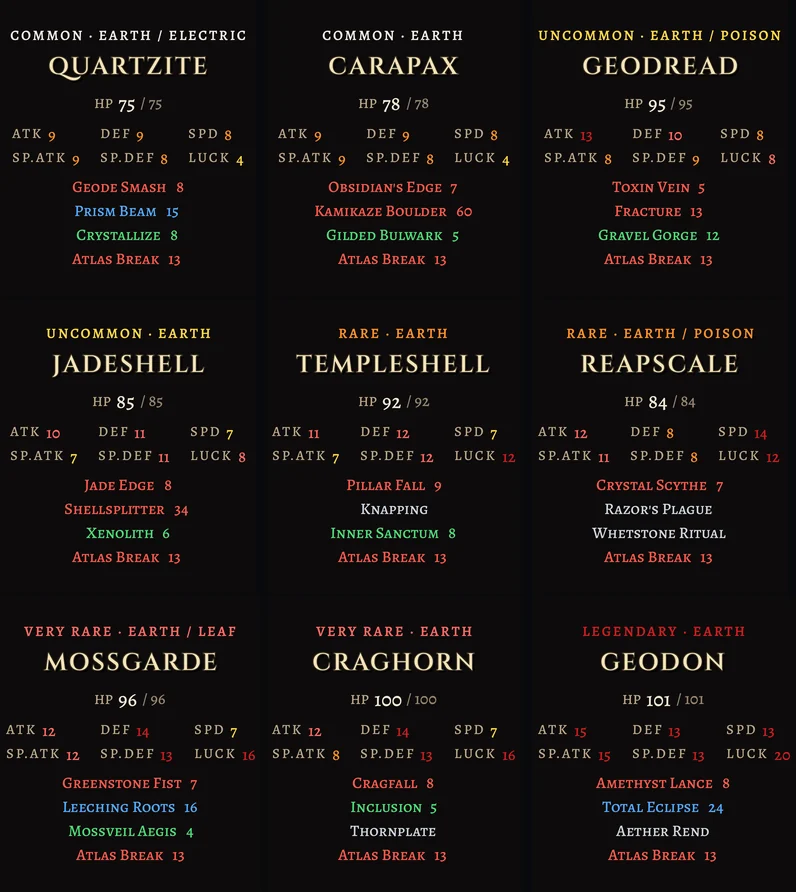 COMMON · EARTH / ELECTRIC
QUARTZITE
HP 75 / 75
ATK 9 DEF 9 SPD 8
SP.ATK 9 SP.DEF 8 LUCK 4
GEODE SMASH 8
PRISM BEAM 15
CRYSTALLIZE 8
ATLAS BREAK 13
COMMON · EARTH
CARAPAX
HP 78 / 78
ATK 9 DEF 9 SPD 8
SP.ATK 9 SP.DEF 8 LUCK 4
OBSIDIAN'S EDGE 7
KAMIKAZE BOULDER 60
GILDED BULWARK 5
ATLAS BREAK 13
UNCOMMON · EARTH / POISON
GEODREAD
HP 95 / 95
ATK 13 DEF 10 SPD 8
SP.ATK 8 SP.DEF 9 LUCK 8
TOXIN VEIN 5
FRACTURE 13
GRAVEL GORGE 12
ATLAS BREAK 13
UNCOMMON · EARTH
JADESHELL
HP 85 / 85
ATK 10 DEF 11 SPD 7
SP.ATK 7 SP.DEF 11 LUCK 8
JADE EDGE 8
SHELLSPLITTER 34
XENOLITH 6
ATLAS BREAK 13
RARE · EARTH
TEMPLESHELL
HP 92 / 92
ATK 11 DEF 12 SPD 7
SP.ATK 7 SP.DEF 12 LUCK 12
PILLAR FALL 9
KNAPPING
INNER SANCTUM 8
ATLAS BREAK 13
RARE · EARTH / POISON
REAPSCALE
HP 84 / 84
ATK 12 DEF 8 SPD 14
SP.ATK 11 SP.DEF 8 LUCK 12
CRYSTAL SCYTHE 7
RAZOR'S PLAGUE
WHETSTONE RITUAL
ATLAS BREAK 13
VERY RARE · EARTH / LEAF
MOSSGARDE
HP 96 / 96
ATK 12 DEF 14 SPD 7
SP.ATK 12 SP.DEF 13 LUCK 16
GREENSTONE FIST 7
LEECHING ROOTS 16
MOSSVEIL AEGIS 4
ATLAS BREAK 13
VERY RARE · EARTH
CRAGHORN
HP 100 / 100
ATK 12 DEF 14 SPD 7
SP.ATK 8 SP.DEF 13 LUCK 16
CRAGFALL 8
INCLUSION 5
THORNPLATE
ATLAS BREAK 13
LEGENDARY · EARTH
GEODON
HP 101 / 101
ATK 15 DEF 13 SPD 13
SP.ATK 15 SP.DEF 13 LUCK 20
AMETHYST LANCE 8
TOTAL ECLIPSE 24
AETHER REND
ATLAS BREAK 13